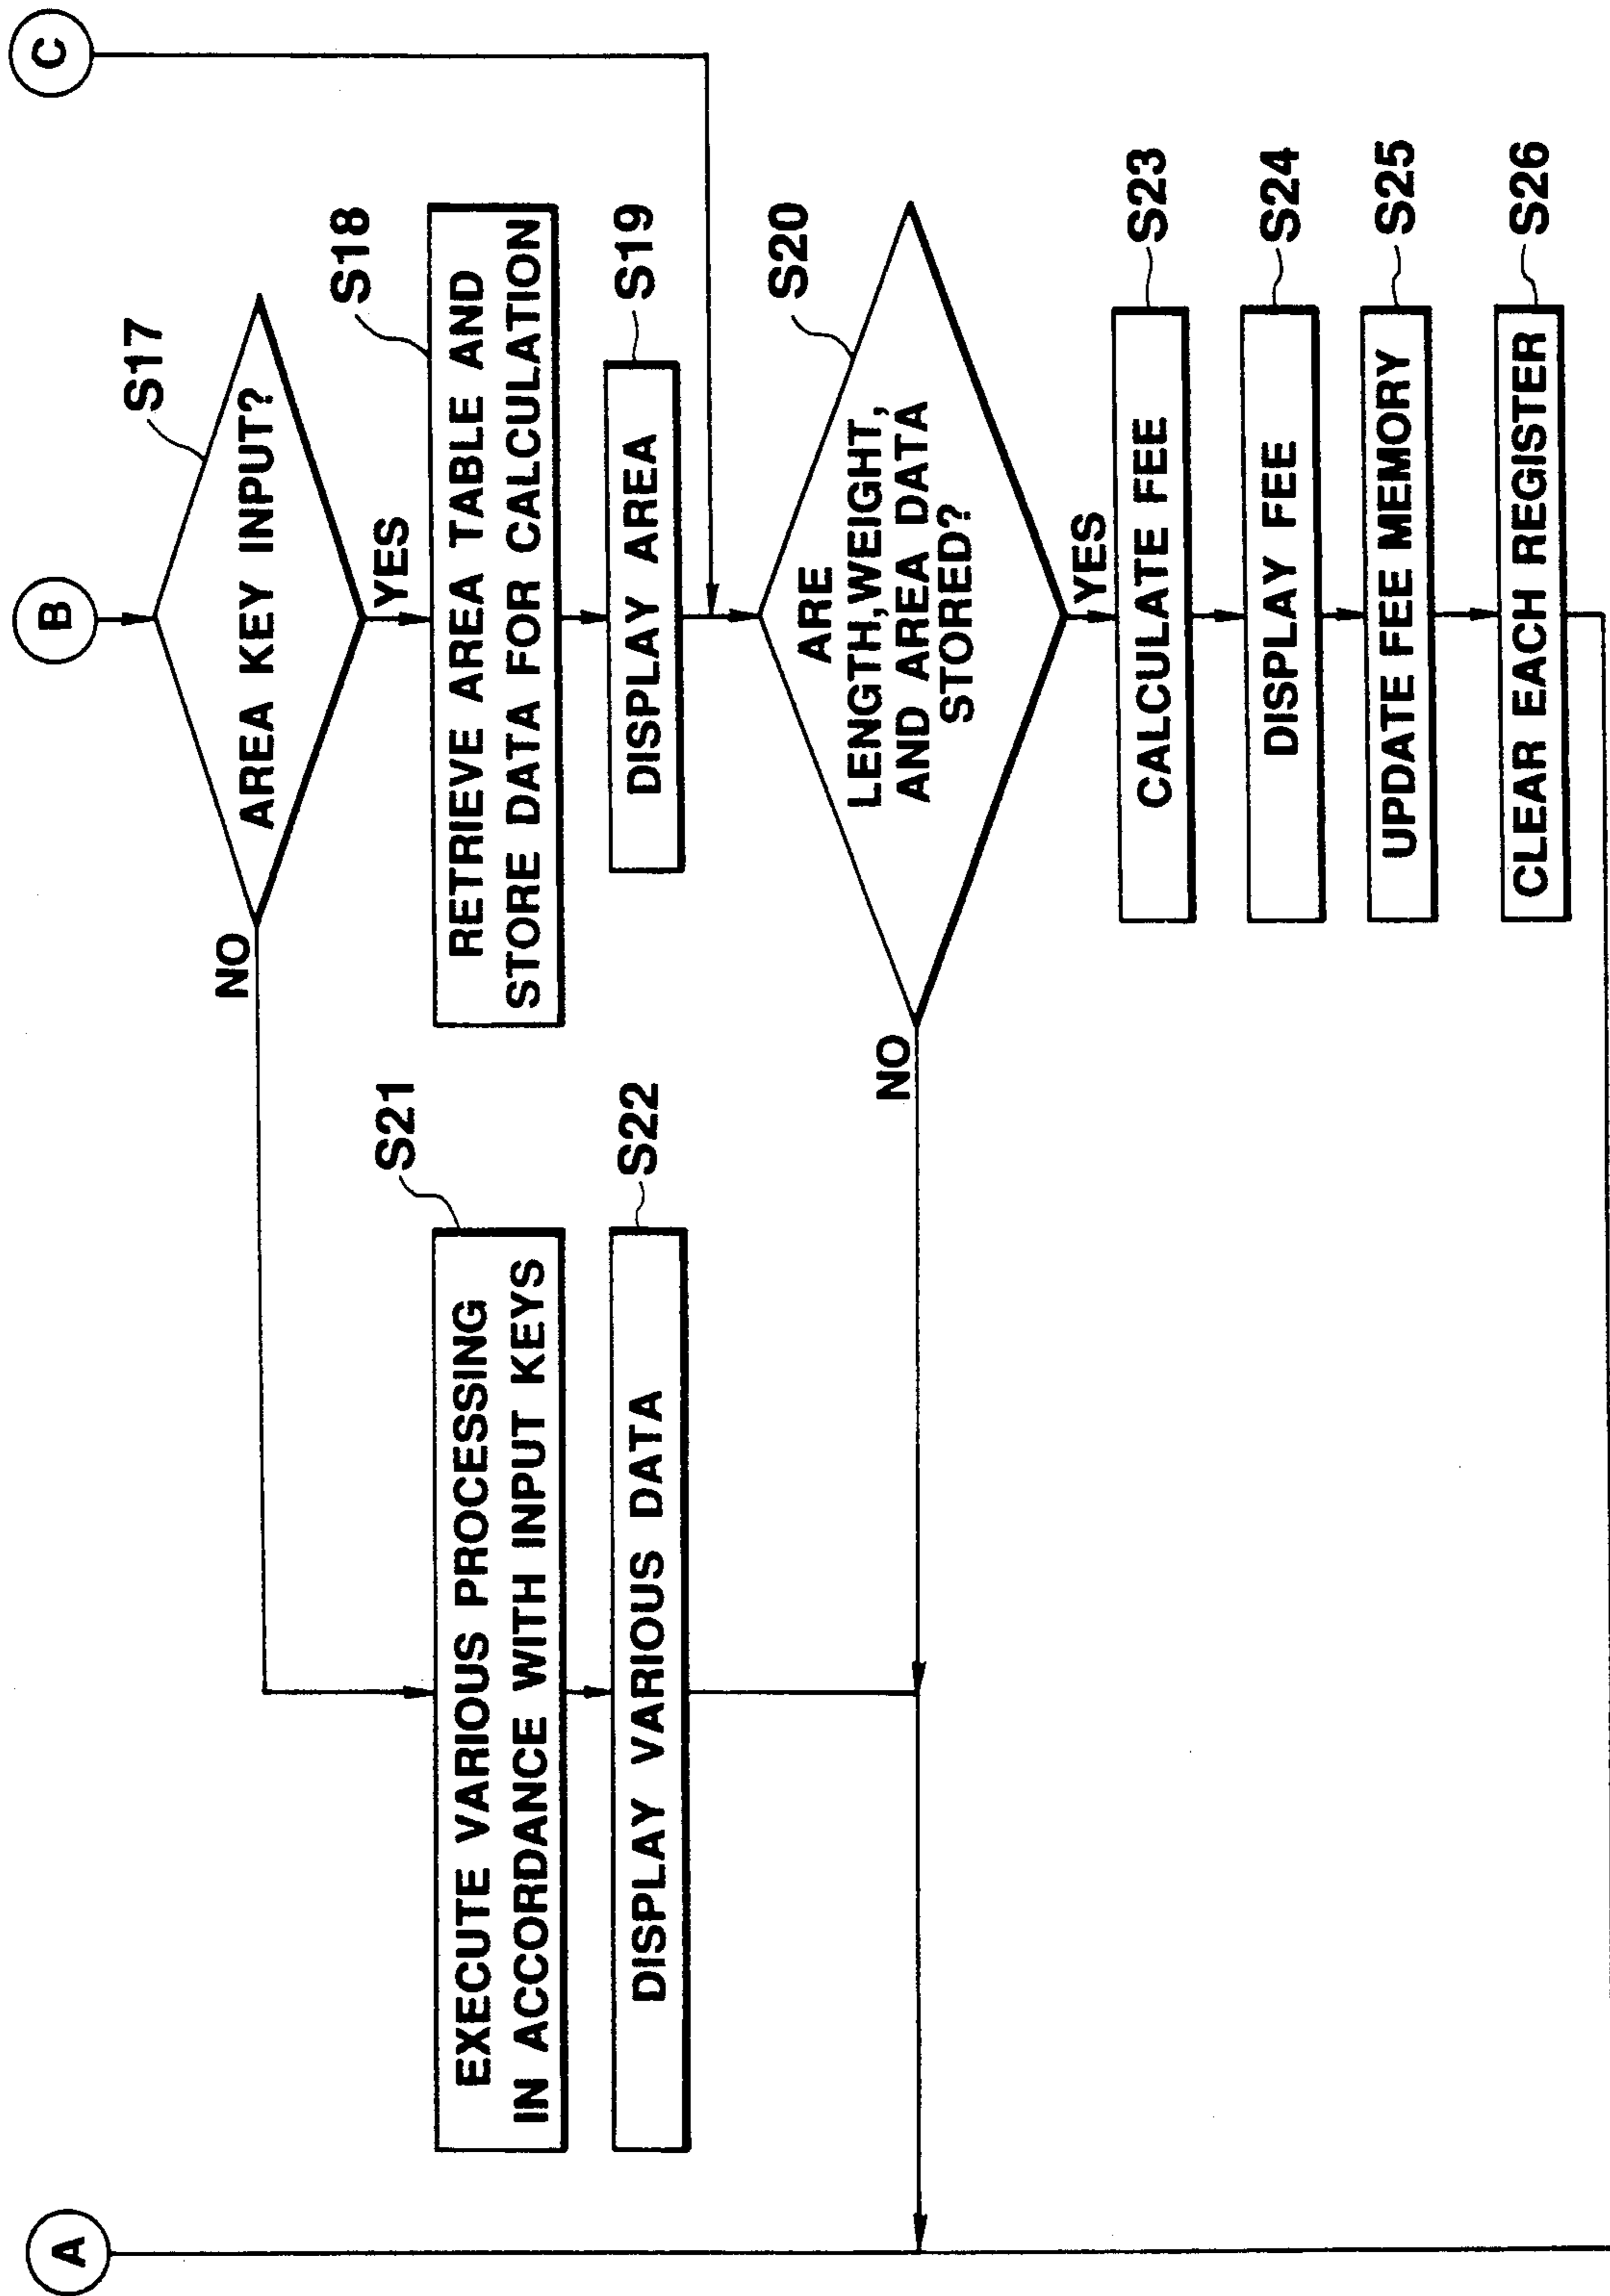 A
B
C
S17
AREA KEY INPUT?
NO
YES
S18
RETRIEVE AREA TABLE AND
STORE DATA FOR CALCULATION
S19
DISPLAY AREA
S21
EXECUTE VARIOUS PROCESSING
IN ACCORDANCE WITH INPUT KEYS
S22
DISPLAY VARIOUS DATA
S20
ARE
LENGTH,WEIGHT,
AND AREA DATA
STORED?
NO
YES
S23
CALCULATE FEE
S24
DISPLAY FEE
S25
UPDATE FEE MEMORY
S26
CLEAR EACH REGISTER